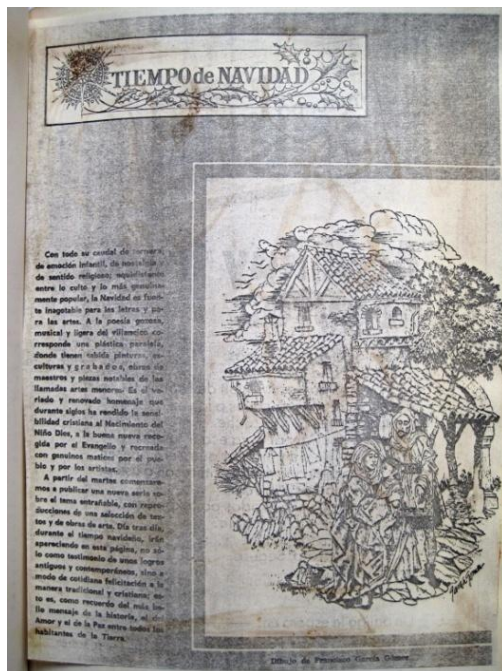 TIEMPO de NAVIDAD
Con todo su caudal de ternura,
de emoción infantil, de nostalgia y
de sentido religioso; equidistante
entre lo culto y lo más genuina-
mente popular, la Navidad es fuen-
te inagotable para las letras y pa-
ra las artes. A la poesía gozosa,
musical y ligera del villancico co-
rresponde una plástica paralela,
donde tienen cabida pinturas, es-
culturas y grabados, obras de
maestros y piezas notables de las
llamadas artes menores. Es el va-
riado y renovado homenaje que
durante siglos ha rendido la sensi-
bilidad cristiana al Nacimiento del
Niño Dios, a la buena nueva reco-
gida por el Evangelio y recreada
con genuinos matices por el pue-
blo y por los artistas.
A partir del martes comenzare-
mos a publicar una nueva serie so-
bre el tema entrañable, con repro-
ducciones de una selección de tex-
tos y de obras de arte. Día tras día,
durante el tiempo navideño, irán
apareciendo en esta página, no só-
lo como testimonio de unos logros
antiguos y contemporáneos, sino a
modo de cotidiana felicitación a la
manera tradicional y cristiana; es-
to es, como recuerdo del más be-
llo mensaje de la historia, el del
Amor y el de la Paz entre todos los
habitantes de la Tierra.
Dibujo de Francisco García Gómez